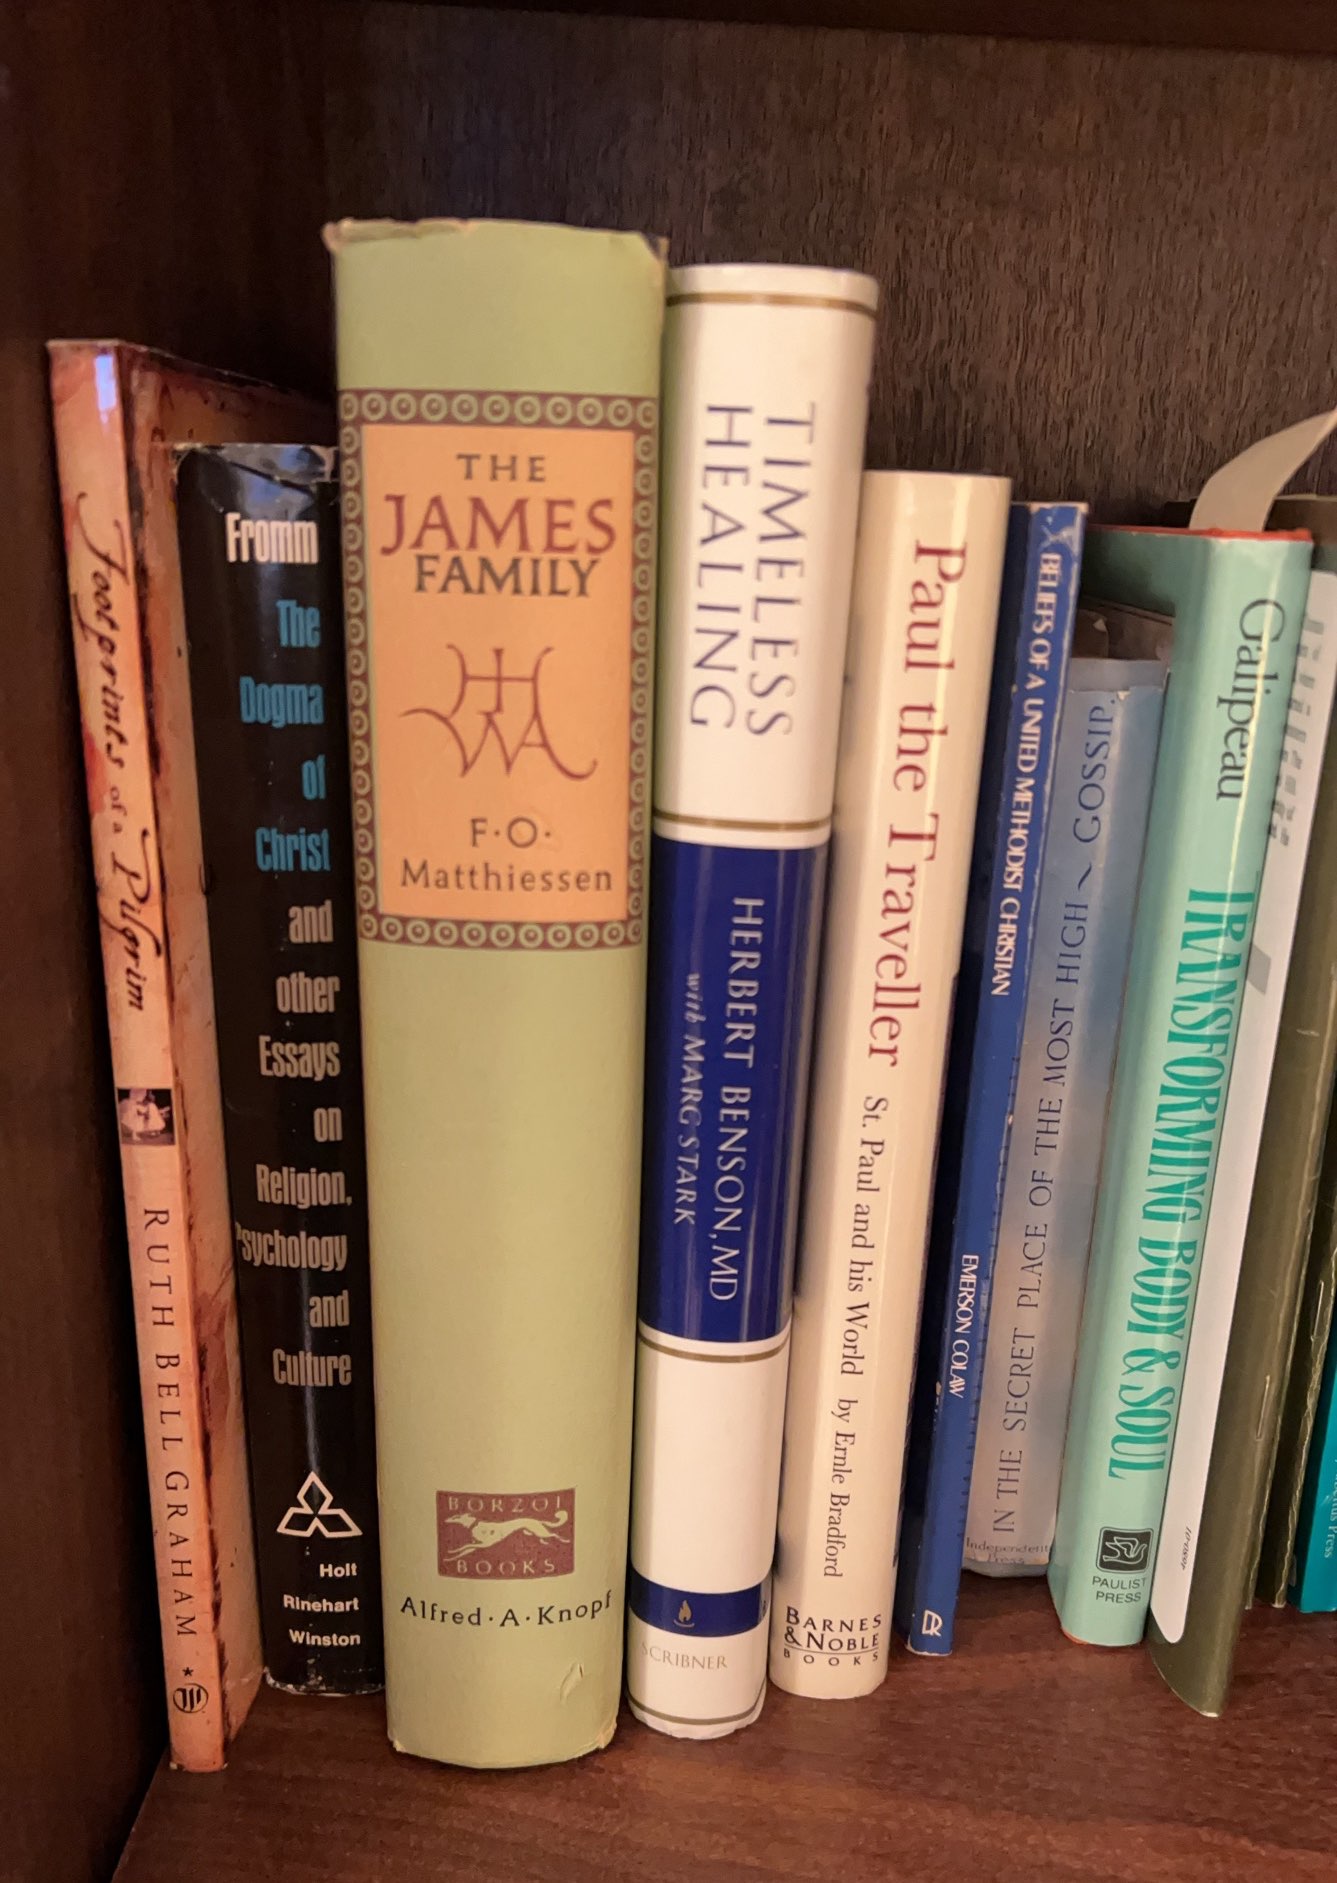 Footprints of a Pilgrim
RUTH BELL GRAHAM
Fromm
The
Dogma
of
Christ
and
other
Essays
on
Religion,
Psychology
and
Culture
Holt
Rinehart
Winston
THE
JAMES
FAMILY
F·O·
Matthiessen
BORZOI
BOOKS
Alfred·A·Knopf
TIMELESS
HEALING
HERBERT BENSON, MD
with MARG STARK
SCRIBNER
Paul the Traveller
St. Paul and his World
by Ernle Bradford
BARNES
& NOBLE
BOOKS
BELIEFS OF A UNITED METHODIST CHRISTIAN
EMERSON COLAW
IN THE SECRET PLACE OF THE MOST HIGH ~ GOSSIP.
Independent
Press
Galipeau
TRANSFORMING BODY & SOUL
PAULIST
PRESS
Press